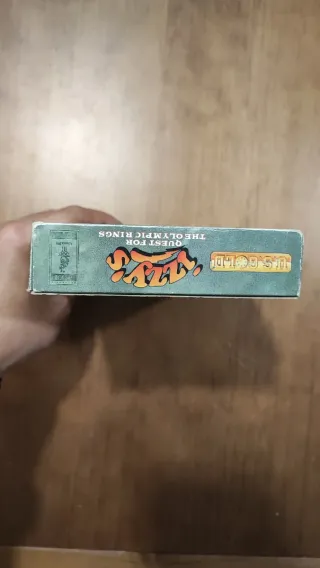 U.S. GOLD
izzy's
QUEST FOR
THE OLYMPIC RINGS